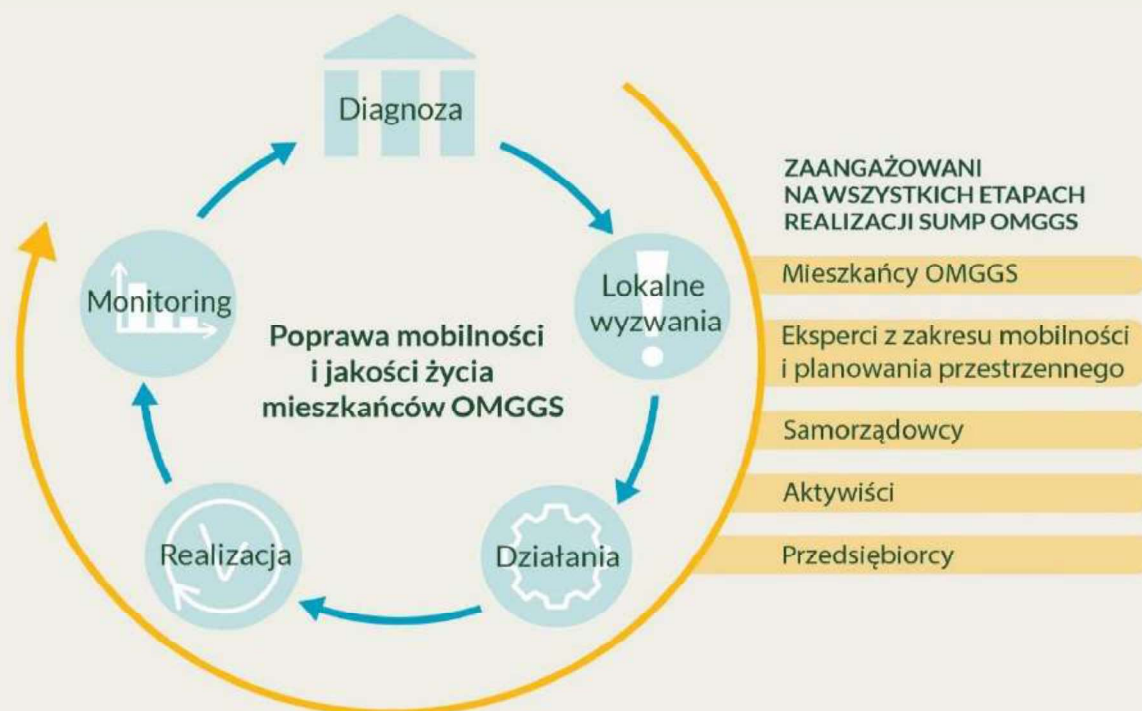 Diagnoza
Lokalne
wyzwania
Działania
Realizacja
Monitoring
Poprawa mobilności
i jakości życia
mieszkańców OMGGS
ZAANGAŻOWANI
NA WSZYSTKICH ETAPACH
REALIZACJI SUMP OMGGS
Mieszkańcy OMGGS
Eksperci z zakresu mobilności
i planowania przestrzennego
Samorządowcy
Aktywiści
Przedsiębiorcy